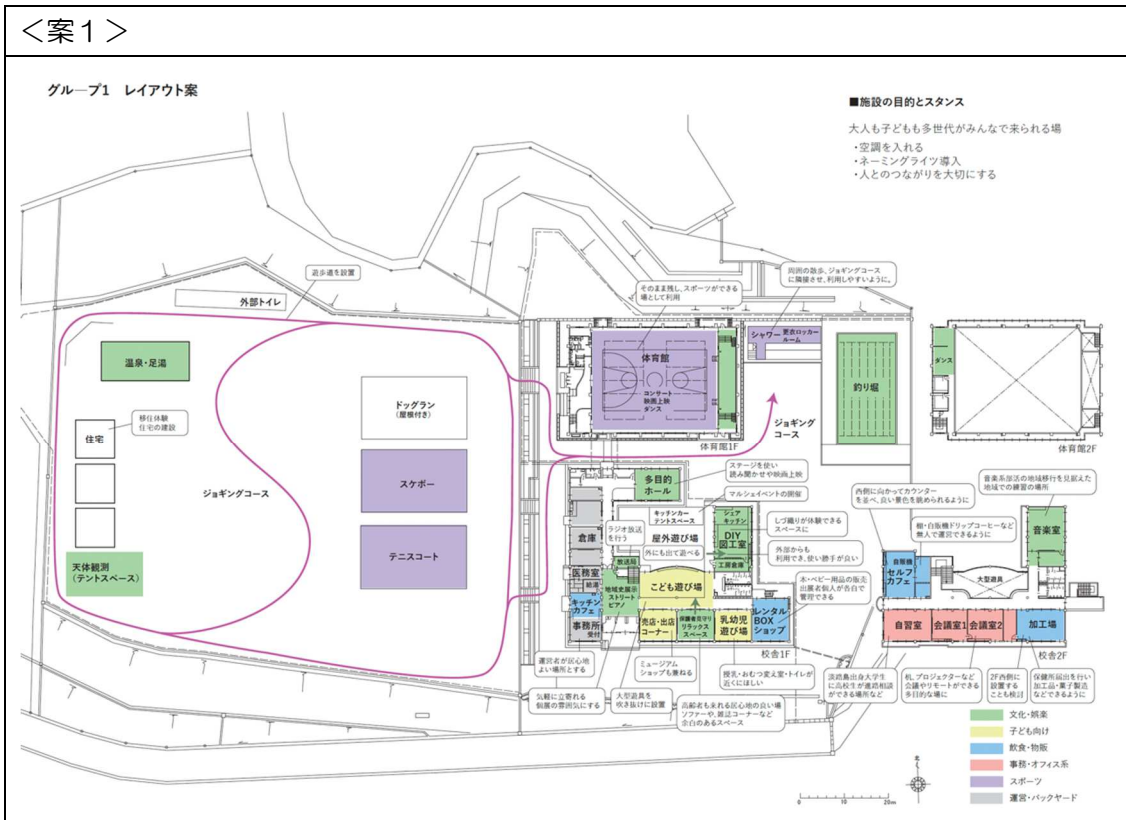 ＜案１＞
グループ1　レイアウト案
■施設の目的とスタンス
大人も子どもも多世代がみんなで来られる場
・空調を入れる
・ネーミングライツ導入
・人とのつながりを大切にする
遊歩道を設置
外部トイレ
温泉・足湯
移住体験
住宅の建設
住宅
ジョギングコース
天体観測
（テントスペース）
ドッグラン
（屋根付き）
スケボー
テニスコート
そのまま残し、スポーツができる
場として利用
周囲の散歩、ジョギングコース
に隣接させ、利用しやすいように。
体育館
コンサート
映画上映
ダンス
体育館1F
シャワー
更衣ロッカー
ルーム
釣り堀
ジョギング
コース
ダンス
体育館2F
多目的
ホール
ステージを使い
読み聞かせや映画上映
マルシェイベントの開催
キッチンカー
テントスペース
屋外遊び場
外にも出て遊べる
シェア
キッチン
DIY
図工室
工房倉庫
しづ織りが体験できる
スペースに
外部からも
利用でき、使い勝手が良い
本・ベビー用品の販売
出展者個人が各自で
管理できる
ラジオ放送
を行う
放送局
倉庫
医務室
給湯
キッチン
カフェ
事務所
受付
地域史展示
ストリート
ピアノ
こども遊び場
売店・出店
コーナー
保護者見マリ
リラックス
スペース
乳幼児
遊び場
レンタル
BOX
ショップ
校舎1F
運営者が居心地
よい場所とする
ミュージアム
ショップも兼ねる
授乳・おむつ変え室・トイレが
近くにほしい
気軽に立寄れる
個展の雰囲気にする
大型遊具を
吹き抜けに設置
高齢者も来れる居心地の良い場
ソファーや、雑誌コーナーなど
余白のあるスペース
西側に向かってカウンター
を並べ、良い景色を眺められるように
棚・自販機ドリップコーヒーなど
無人で運営できるように
音楽系部活の地域移行を見据えた
地域での練習の場所
音楽室
自販機
セルフ
カフェ
大型遊具
自習室
会議室1
会議室2
加工場
校舎2F
淡路島出身大学生
に高校生が進路相談
ができる場所など
机、プロジェクターなど
会議やリモートができる
多目的な場に
2F西側に
設置する
ことも検討
保健所届出を行い
加工品・菓子製造
などできるように
文化・娯楽
子ども向け
飲食・物販
事務・オフィス系
スポーツ
運営・バックヤード
0
10
20m